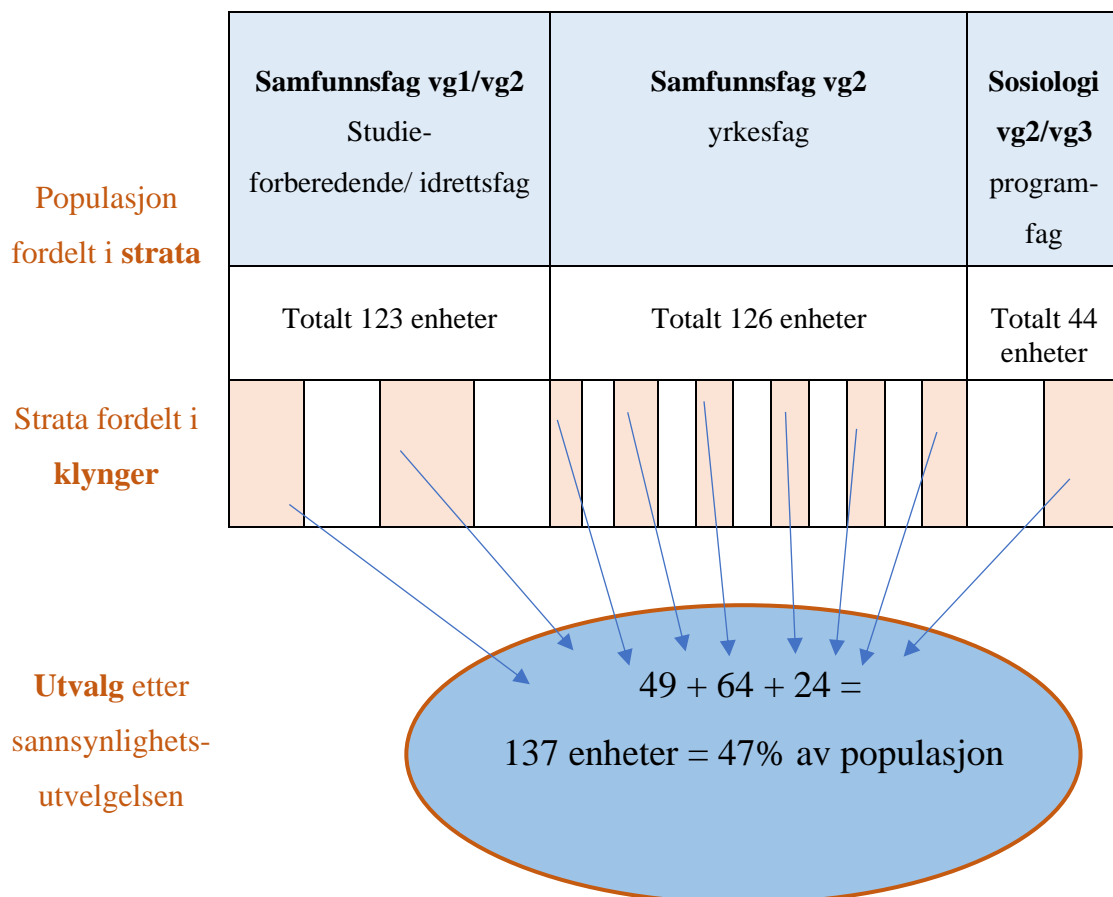 Samfunnsfag vg1/vg2
Studie-
forberedende/ idrettsfag
Samfunnsfag vg2
yrkesfag
Sosiologi
vg2/vg3
program-
fag
Populasjon
fordelt i strata
Totalt 123 enheter
Totalt 126 enheter
Totalt 44
enheter
Strata fordelt i
klynger
Utvalg etter
sannsynlighets-
utvelgelsen
49 + 64 + 24 =
137 enheter = 47% av populasjon